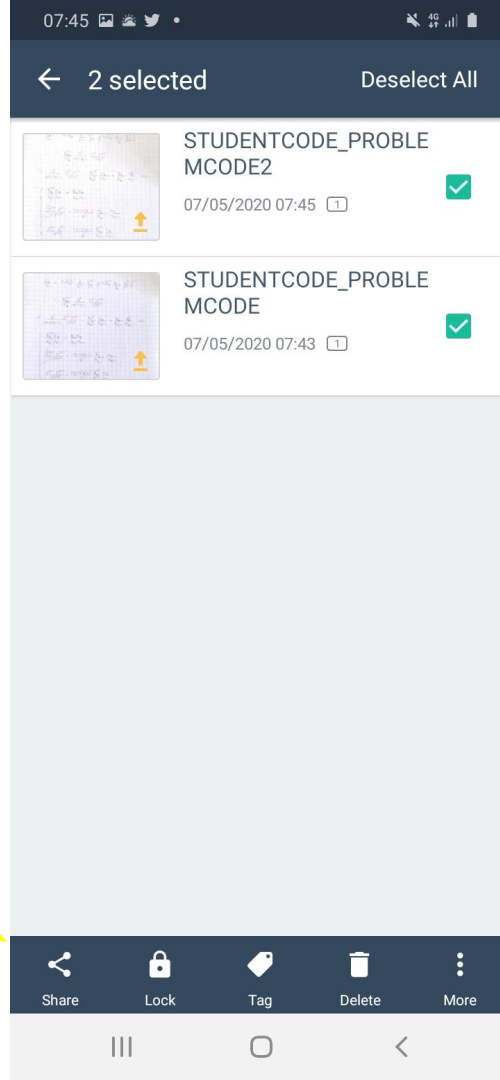 07:45
4G
2 selected
Deselect All
STUDENTCODE_PROBLE
MCODE2
07/05/2020 07:45 1
STUDENTCODE_PROBLE
MCODE
07/05/2020 07:43 1
Share
Lock
Tag
Delete
More